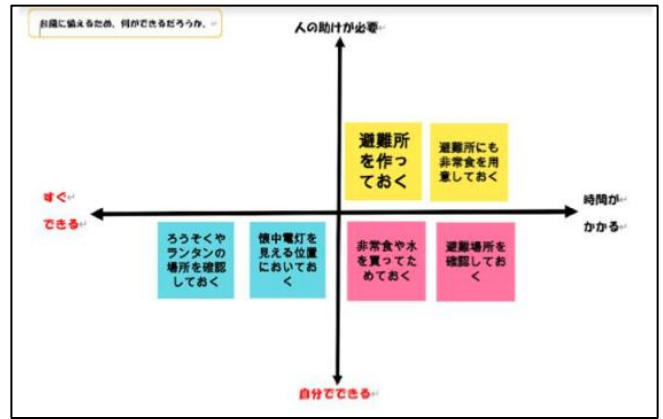 台風に備えるため、何ができるだろうか。
人の助けが必要
避難所
を作っ
ておく
避難所にも
非常食を用
意しておく
すぐ
できる
時間が
かかる
ろうそくや
ランタンの
場所を確認
しておく
懐中電灯を
見える位置
においてお
く
非常食や水
を買ってた
めておく
避難場所を
確認してお
く
自分でできる